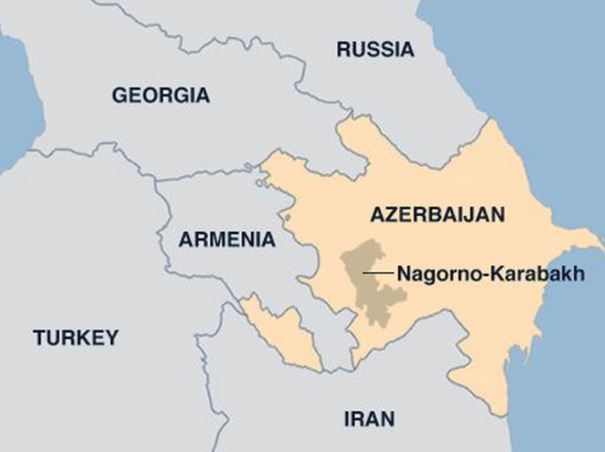 RUSSIA
GEORGIA
AZERBAIJAN
ARMENIA
Nagorno-Karabakh
TURKEY
IRAN